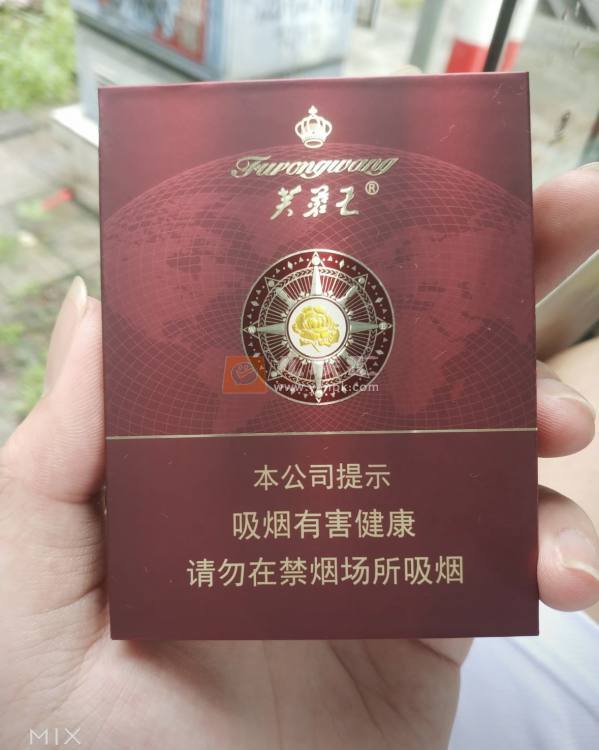 Furongwang
芙蓉王®
本公司提示
吸烟有害健康
请勿在禁烟场所吸烟
MIX